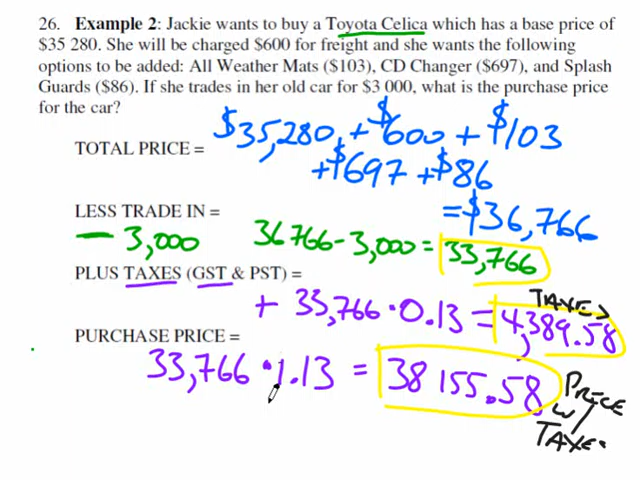 26. Example 2: Jackie wants to buy a Toyota Celica which has a base price of
$35 280. She will be charged $600 for freight and she wants the following
options to be added: All Weather Mats ($103), CD Changer ($697), and Splash
Guards ($86). If she trades in her old car for $3 000, what is the purchase price
for the car?
$35,280 + $600 + $103
TOTAL PRICE =
+$697 +$86
LESS TRADE IN = =$36,766
- 3,000 36766-3,000= 33,766
PLUS TAXES (GST & PST) =
TAXES
+ 33,766 · 0.13 = 4,389.58
PURCHASE PRICE =
33,766 · 1.13 = 38 155.58 PRICE
w/
TAXES